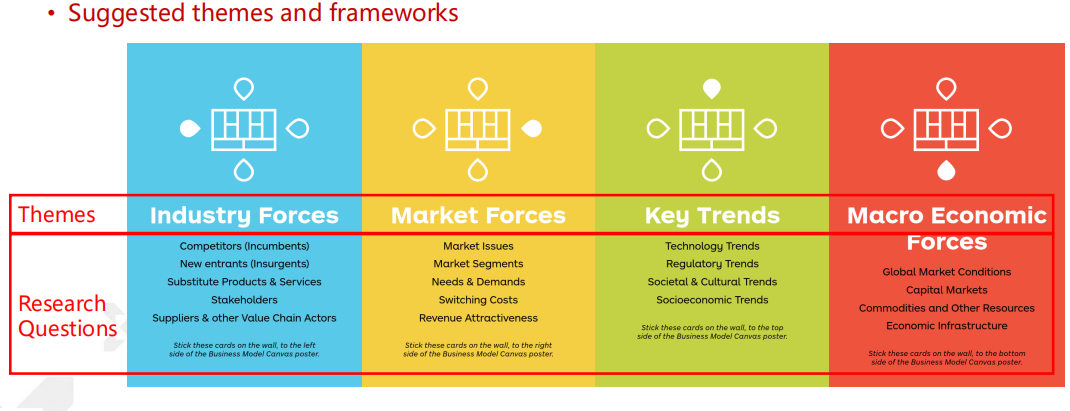 • Suggested themes and frameworks
Themes
Industry Forces
Market Forces
Key Trends
Macro Economic
Forces
Research
Questions
Competitors (Incumbents)
New entrants (Insurgents)
Substitute Products & Services
Stakeholders
Suppliers & other Value Chain Actors
Stick these cards on the wall, to the left
side of the Business Model Canvas poster.
Market Issues
Market Segments
Needs & Demands
Switching Costs
Revenue Attractiveness
Stick these cards on the wall, to the right
side of the Business Model Canvas poster.
Technology Trends
Regulatory Trends
Societal & Cultural Trends
Socioeconomic Trends
Stick these cards on the wall, to the top
side of the Business Model Canvas poster.
Global Market Conditions
Capital Markets
Commodities and Other Resources
Economic Infrastructure
Stick these cards on the wall, to the bottom
side of the Business Model Canvas poster.